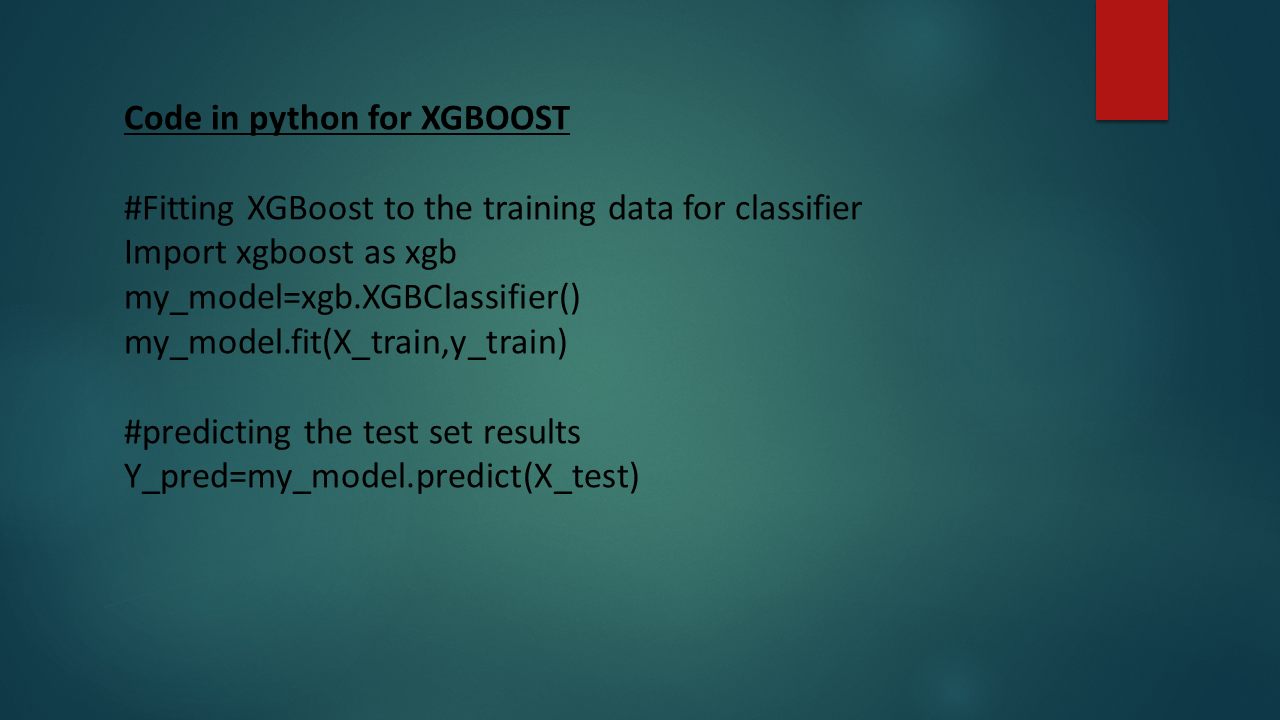 Code in python for XGBOOST
#Fitting XGBoost to the training data for classifier
Import xgboost as xgb
my_model=xgb.XGBClassifier()
my_model.fit(X_train,y_train)
#predicting the test set results
Y_pred=my_model.predict(X_test)